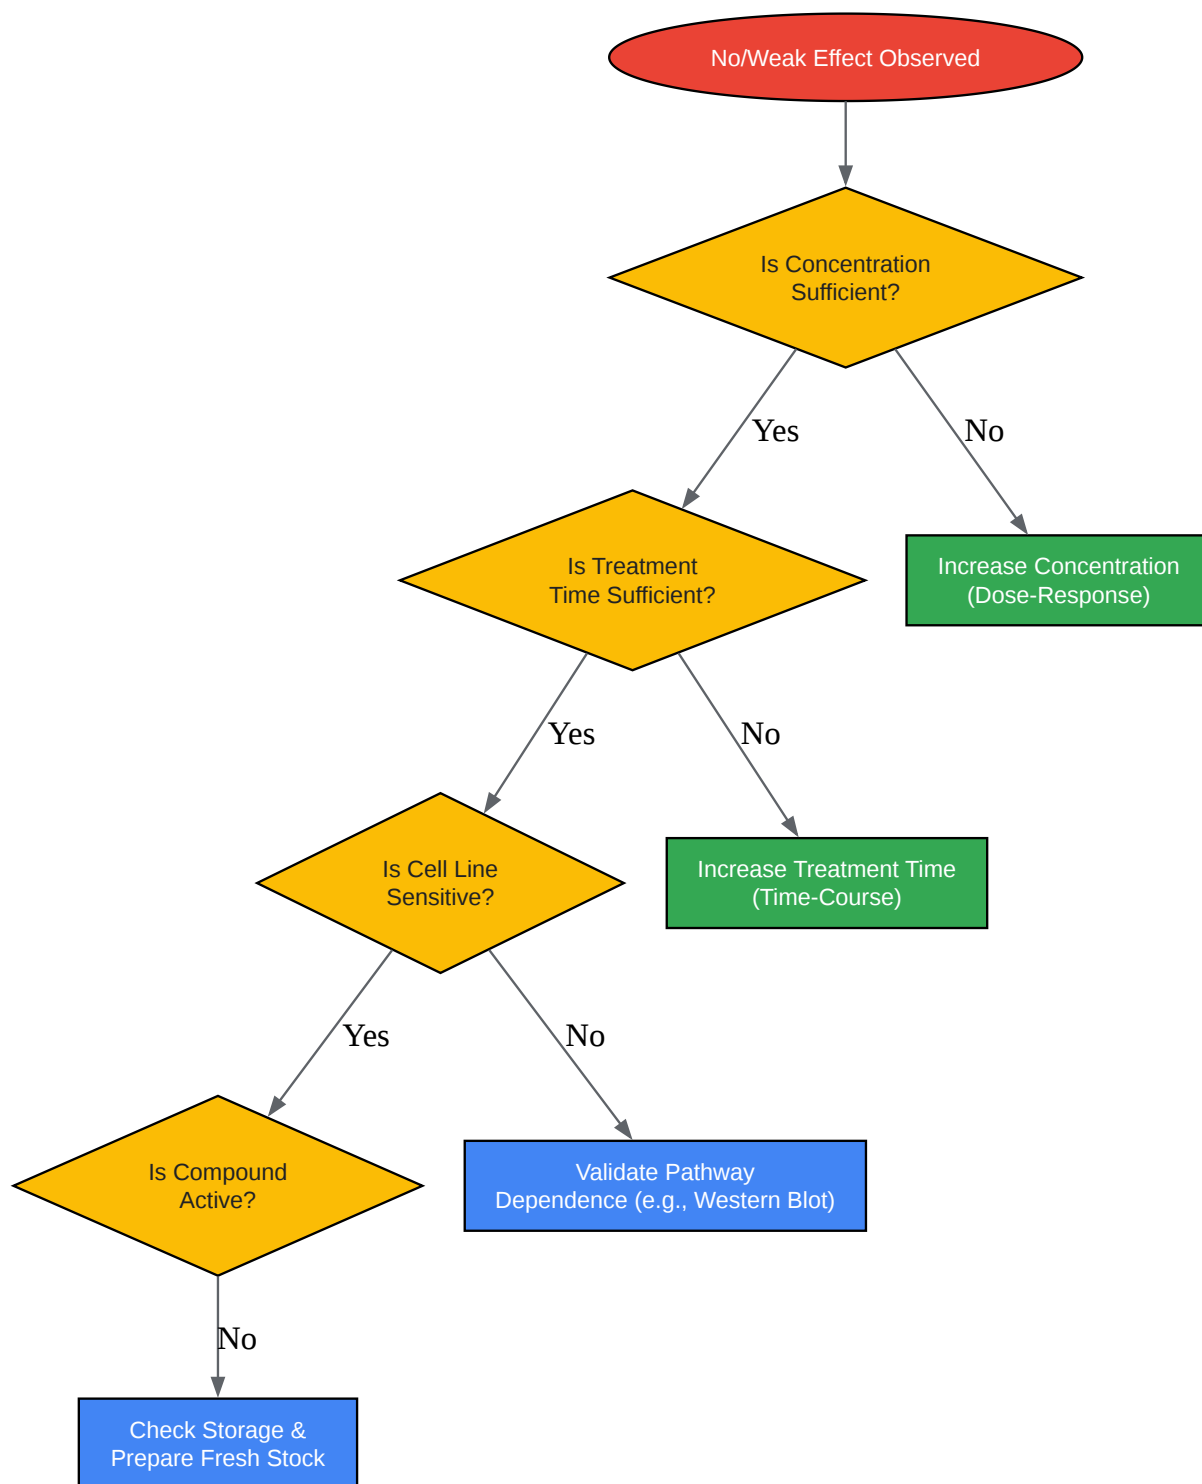 No/Weak Effect Observed
Is Concentration
Sufficient?
Yes
No
Is Treatment
Time Sufficient?
Increase Concentration
(Dose-Response)
Yes
No
Is Cell Line
Sensitive?
Increase Treatment Time
(Time-Course)
Yes
No
Is Compound
Active?
Validate Pathway
Dependence (e.g., Western Blot)
No
Check Storage &
Prepare Fresh Stock